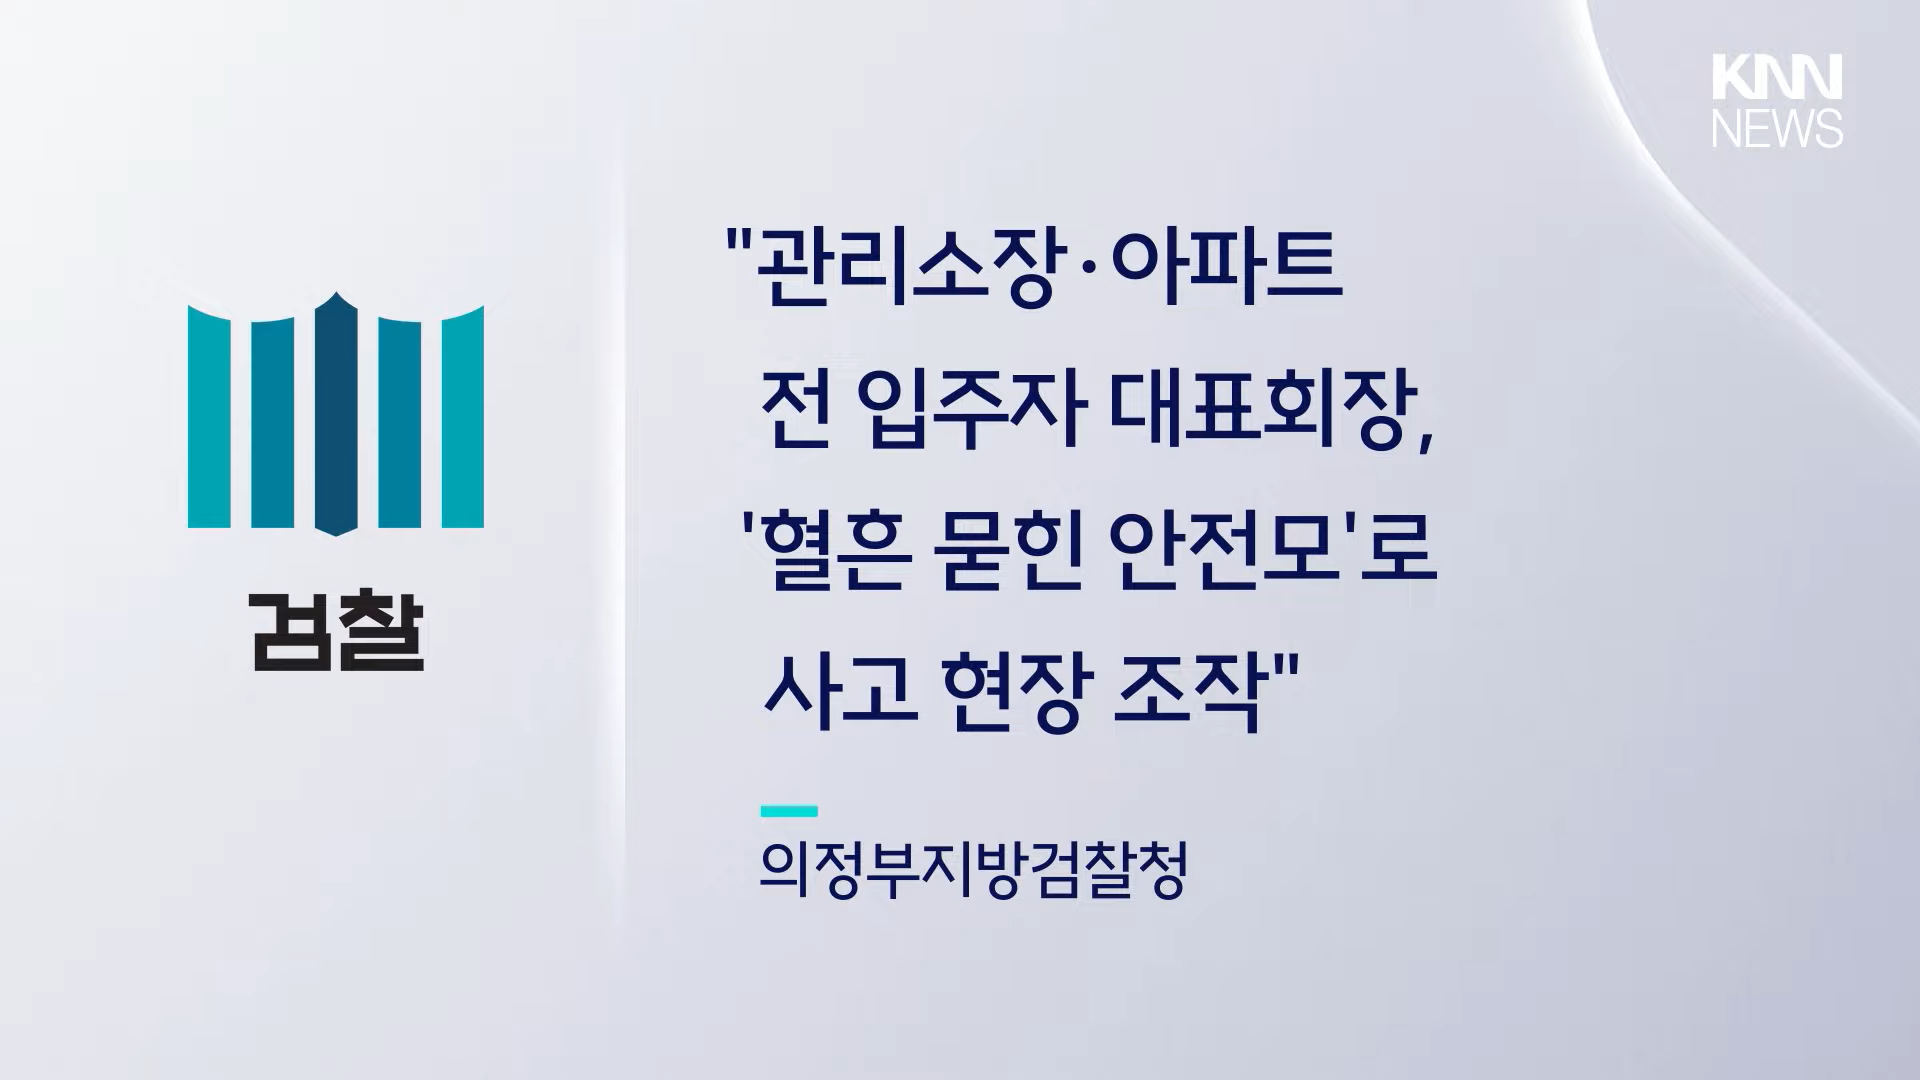 KNN
NEWS
"관리소장·아파트
전 입주자 대표회장,
'혈흔 묻힌 안전모'로
사고 현장 조작"
검찰
의정부지방검찰청